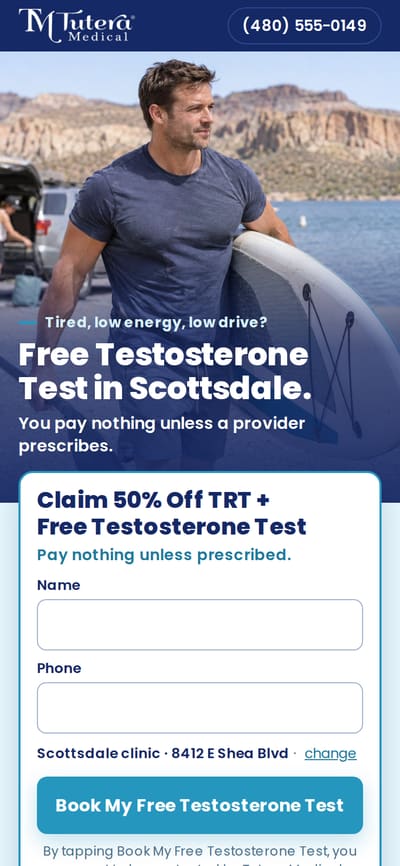 Tutera®
Medical
(480) 555-0149
Tired, low energy, low drive?
Free Testosterone
Test in Scottsdale.
You pay nothing unless a provider
prescribes.
Claim 50% Off TRT +
Free Testosterone Test
Pay nothing unless prescribed.
Name
Phone
Scottsdale clinic · 8412 E Shea Blvd · change
Book My Free Testosterone Test
By tapping Book My Free Testosterone Test, you